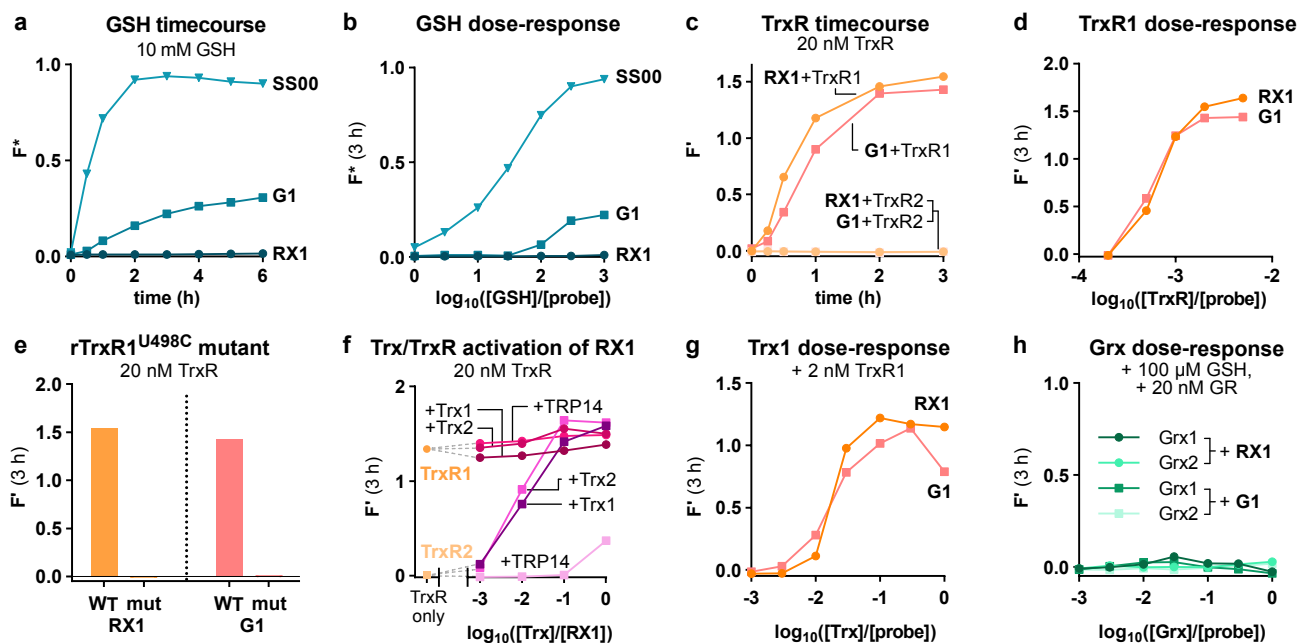 a
GSH timecourse
10 mM GSH
1.0
0.5
0.0
F*
0
2
4
6
time (h)
SS00
G1
RX1
b
GSH dose-response
1.0
0.5
0.0
F* (3 h)
0
1
2
3
log10([GSH]/[probe])
SS00
G1
RX1
c
TrxR timecourse
20 nM TrxR
1.5
1.0
0.5
0.0
F'
0
1
2
3
time (h)
RX1+TrxR1
G1+TrxR1
RX1+TrxR2
G1+TrxR2
d
TrxR1 dose-response
2.0
1.5
1.0
0.5
0.0
F' (3 h)
-4
-3
-2
log10([TrxR]/[probe])
RX1
G1
e
rTrxR1U498C mutant
20 nM TrxR
2.0
1.5
1.0
0.5
0.0
F' (3 h)
WT mut
RX1
WT mut
G1
f
Trx/TrxR activation of RX1
20 nM TrxR
2
1
0
F' (3 h)
+Trx1
+Trx2
+TRP14
TrxR1
+Trx2
+Trx1
TrxR2
+TRP14
TrxR
only
-3
-2
-1
0
log10([Trx]/[RX1])
g
Trx1 dose-response
+ 2 nM TrxR1
1.5
1.0
0.5
0.0
F' (3 h)
-3
-2
-1
0
log10([Trx]/[probe])
RX1
G1
h
Grx dose-response
+ 100 µM GSH,
+ 20 nM GR
1.0
0.5
0.0
F' (3 h)
Grx1
Grx2
+ RX1
Grx1
Grx2
+ G1
-3
-2
-1
0
log10([Grx]/[probe])